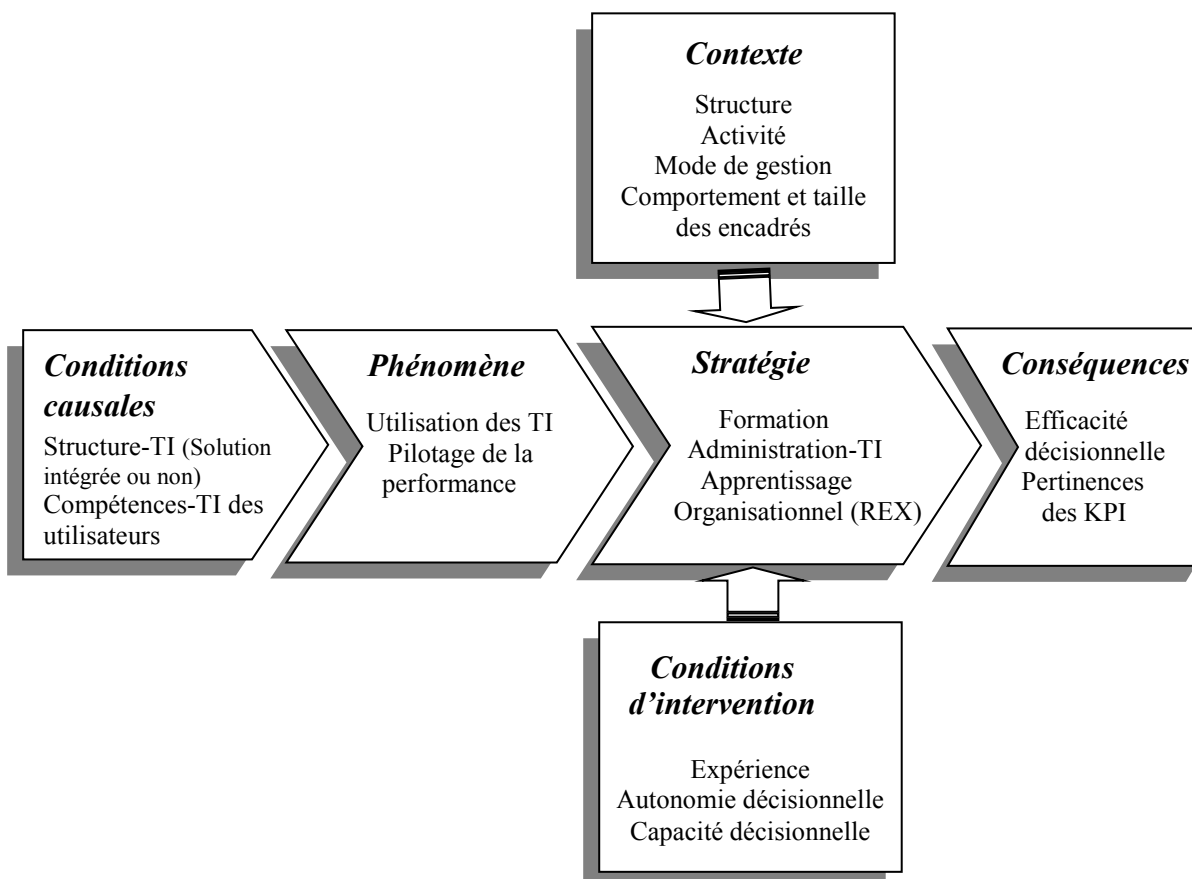 Contexte
Structure
Activité
Mode de gestion
Comportement et taille
des encadrés
Conditions
causales
Structure-TI (Solution
intégrée ou non)
Compétences-TI des
utilisateurs
Phénomène
Utilisation des TI
Pilotage de la
performance
Stratégie
Formation
Administration-TI
Apprentissage
Organisationnel (REX)
Conséquences
Efficacité
décisionnelle
Pertinences
des KPI
Conditions
d’intervention
Expérience
Autonomie décisionnelle
Capacité décisionnelle